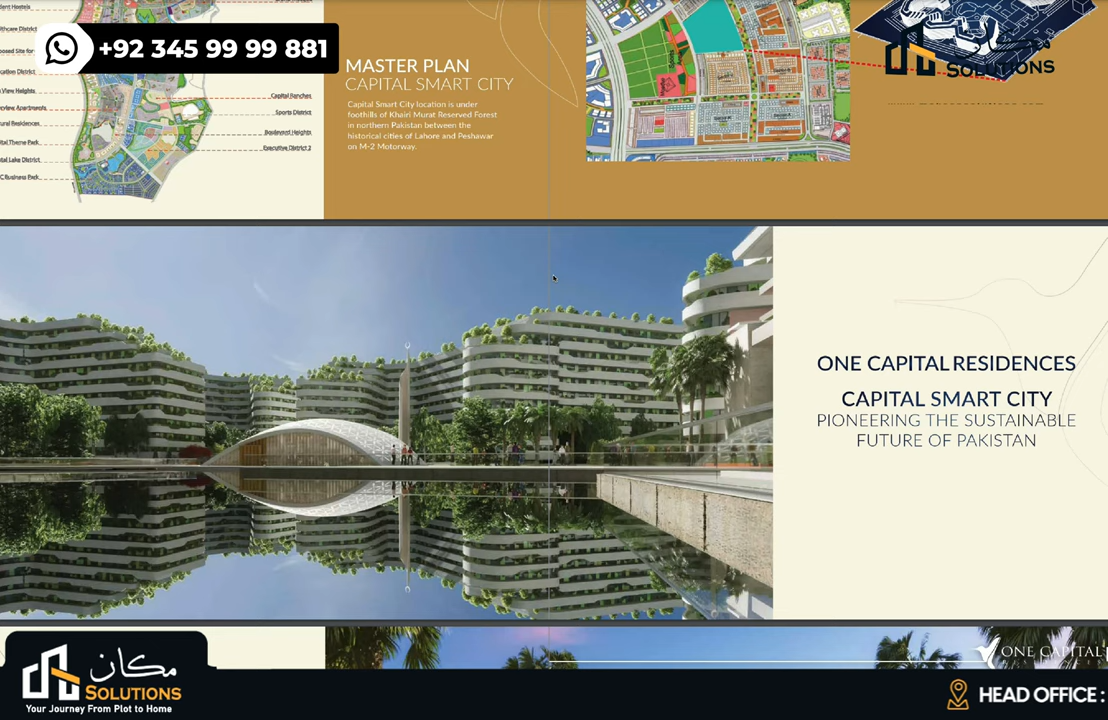 +92 345 99 99 881
Healthcare District
Capital Ranches
Sports District
Boulevard Heights
Executive District 2
MASTER PLAN
CAPITAL SMART CITY
Capital Smart City location is under
foothills of Khairi Murat Reserved Forest
in northern Pakistan between the
historical cities of Lahore and Peshawar
on M-2 Motorway.
SOLUTIONS
ONE CAPITAL RESIDENCES
CAPITAL SMART CITY
PIONEERING THE SUSTAINABLE
FUTURE OF PAKISTAN
ONE CAPITAL
مکان
SOLUTIONS
Your Journey From Plot to Home
HEAD OFFICE :